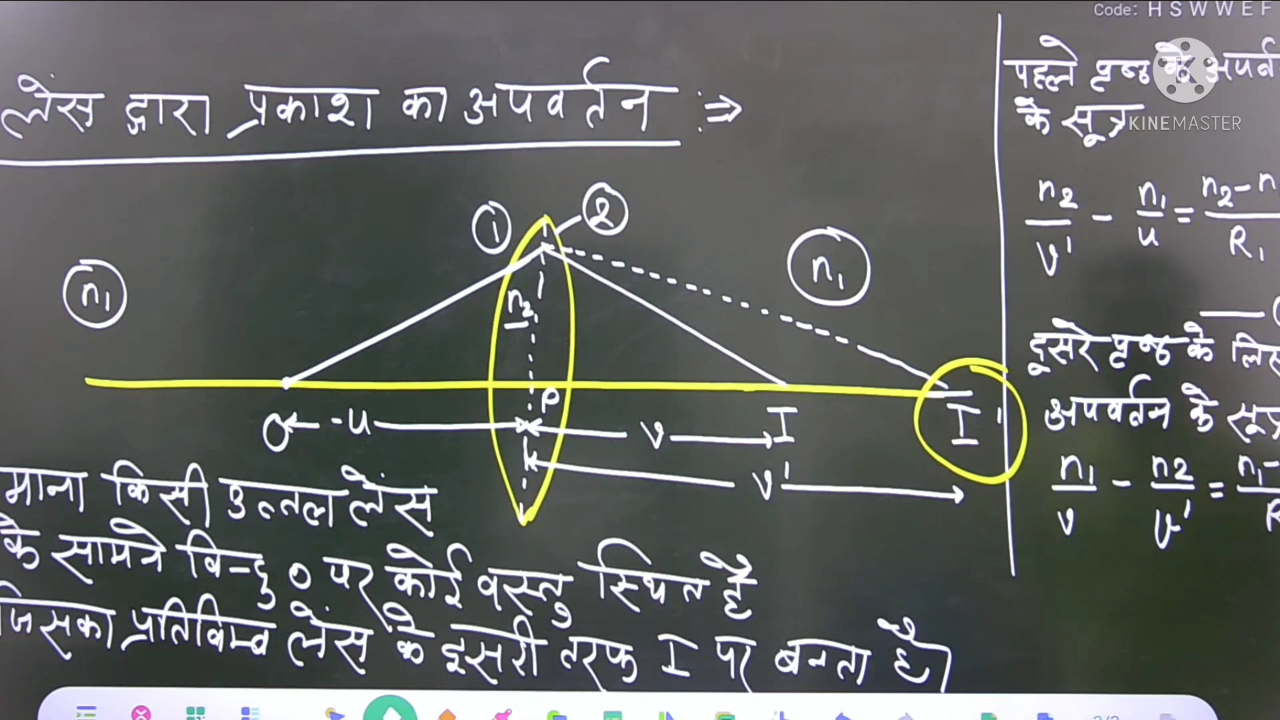 Code: H S W W E F
लेंस द्वारा प्रकाश का अपवर्तन :⇒
① ②
n₁ n₂ n₁
P
O -u v I I'
v'
माना किसी उत्तल लेंस
के सामने बिन्दु O पर कोई वस्तु स्थित है
जिसका प्रतिबिम्ब लेंस के दूसरी तरफ I पर बनता है।
पहले पृष्ठ के
के सूत्र
KINEMASTER
n₂/v' - n₁/u = n₂-n/R₁
दूसरे पृष्ठ के
अपवर्तन के
n₁/v - n₂/v' = n₁-/R